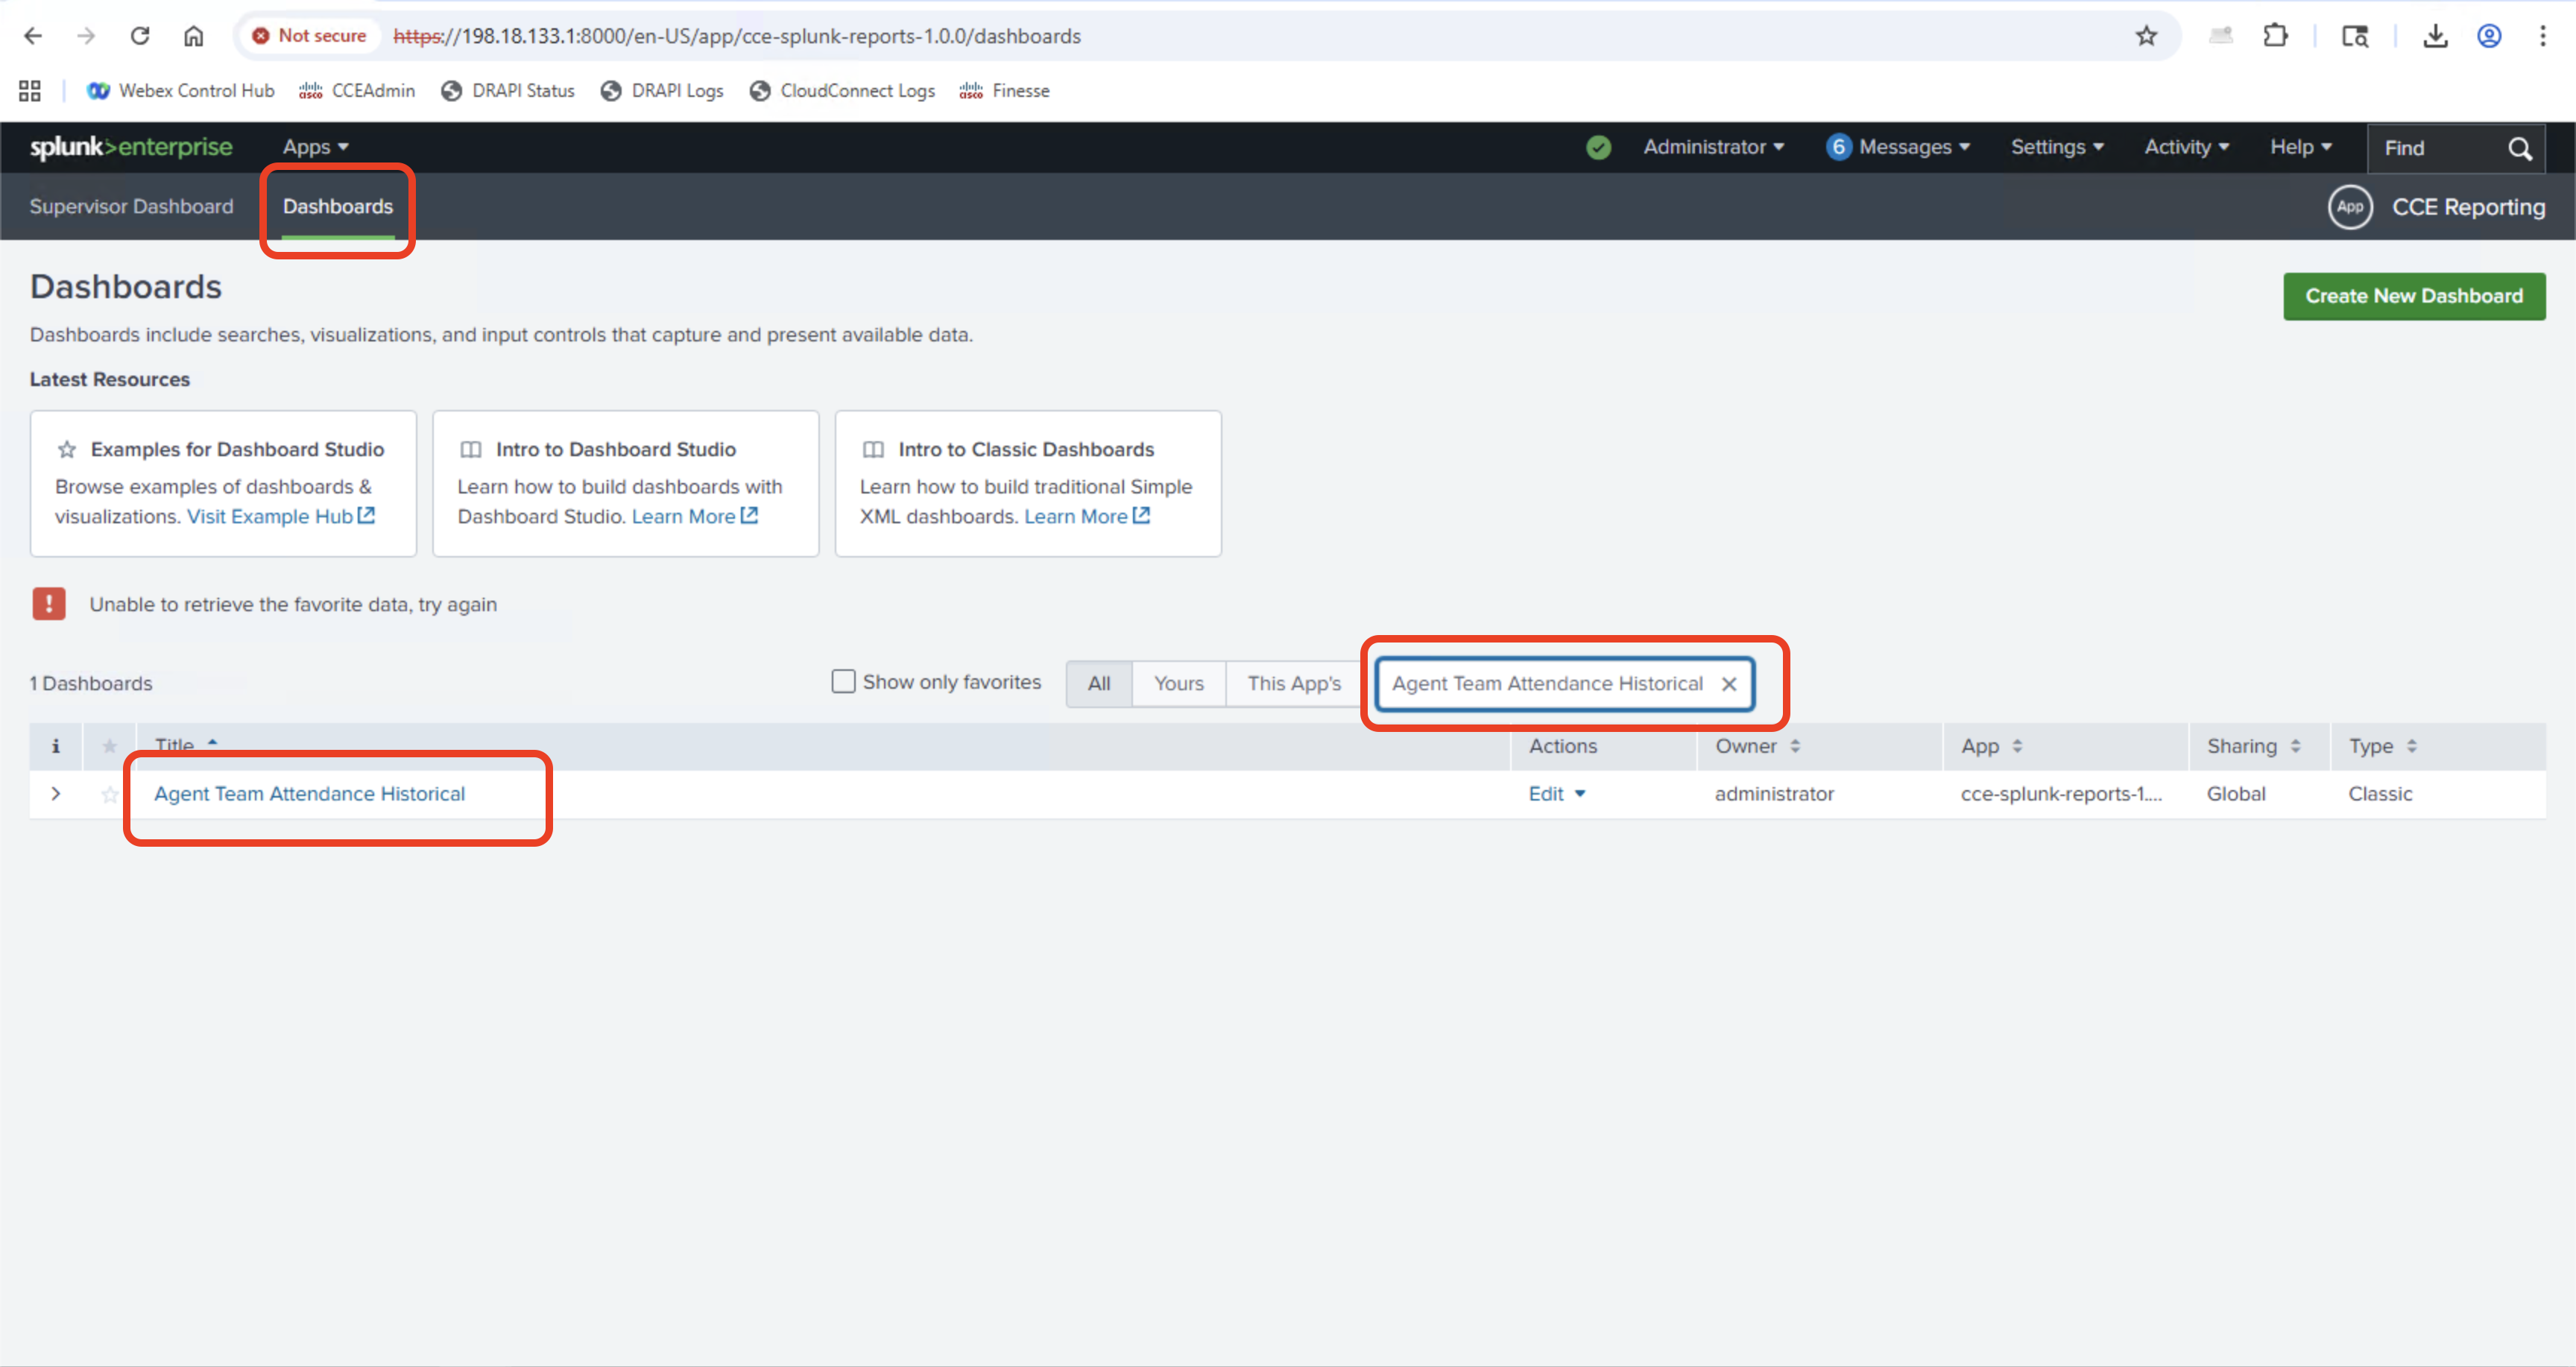 Not secure https://198.18.133.1:8000/en-US/app/cce-splunk-reports-1.0.0/dashboards
Webex Control Hub CCEAdmin DRAPI Status DRAPI Logs CloudConnect Logs Finesse
splunk>enterprise Apps Administrator 6 Messages Settings Activity Help Find
Supervisor Dashboard Dashboards App CCE Reporting
Dashboards
Create New Dashboard
Dashboards include searches, visualizations, and input controls that capture and present available data.
Latest Resources
Examples for Dashboard Studio
Browse examples of dashboards &
visualizations. Visit Example Hub
Intro to Dashboard Studio
Learn how to build dashboards with
Dashboard Studio. Learn More
Intro to Classic Dashboards
Learn how to build traditional Simple
XML dashboards. Learn More
Unable to retrieve the favorite data, try again
1 Dashboards Show only favorites All Yours This App's Agent Team Attendance Historical
i Title Actions Owner App Sharing Type
Agent Team Attendance Historical Edit administrator cce-splunk-reports-1.... Global Classic